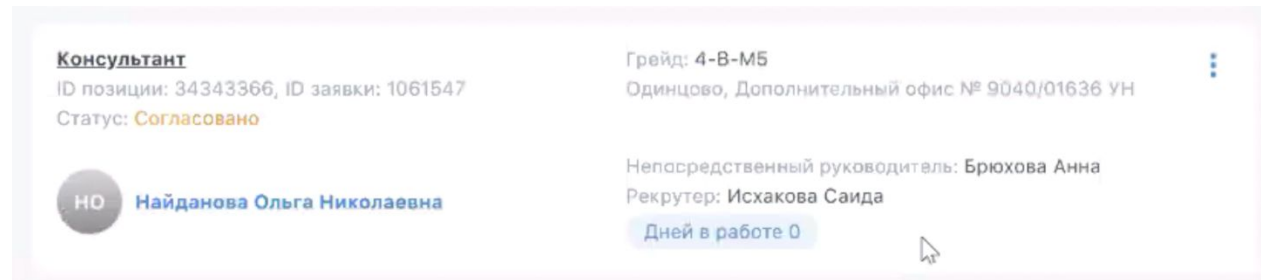 Консультант
ID позиции: 34343366, ID заявки: 1061547
Статус: Согласовано
НО
Найданова Ольга Николаевна
Грейд: 4-В-М5
Одинцово, Дополнительный офис № 9040/01636 УН
Непосредственный руководитель: Брюхова Анна
Рекрутер: Исхакова Саида
Дней в работе 0